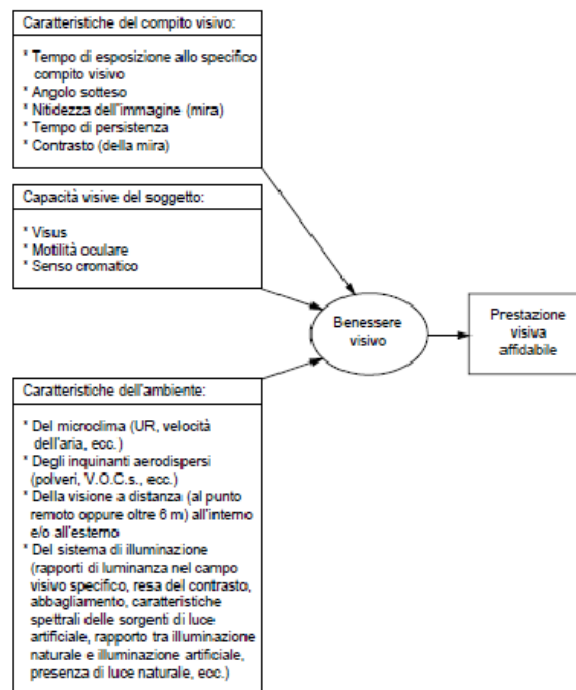 Caratteristiche del compito visivo:
* Tempo di esposizione allo specifico
compito visivo
* Angolo sotteso
* Nitidezza dell'immagine (mira)
* Tempo di persistenza
* Contrasto (della mira)
Capacità visive del soggetto:
* Visus
* Motilità oculare
* Senso cromatico
Benessere
visivo
Prestazione
visiva
affidabile
Caratteristiche dell'ambiente:
* Del microclima (UR, velocità
dell'aria, ecc.)
* Degli inquinanti aerodispersi
(polveri, V.O.C.s., ecc.)
* Della visione a distanza (al punto
remoto oppure oltre 6 m) all'interno
e/o all'esterno
* Del sistema di illuminazione
(rapporti di luminanza nel campo
visivo specifico, resa del contrasto,
abbagliamento, caratteristiche
spettrali delle sorgenti di luce
artificiale, rapporto tra illuminazione
naturale e illuminazione artificiale,
presenza di luce naturale, ecc.)